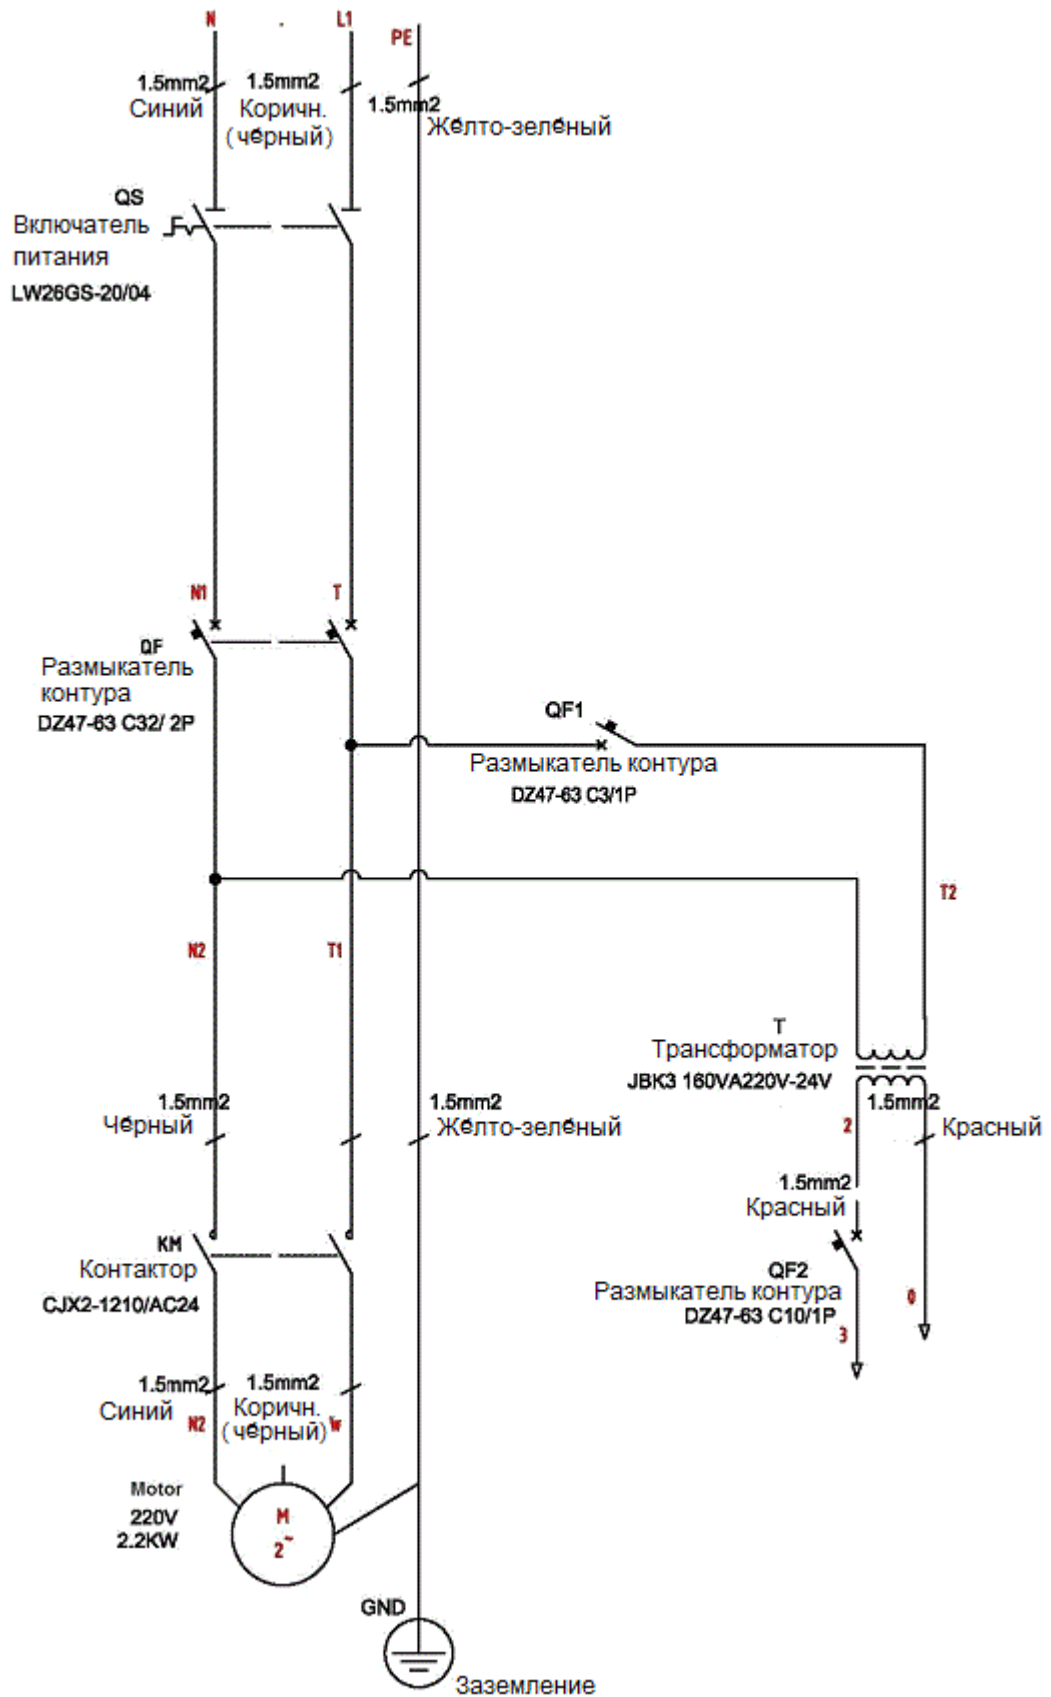 N
L1
PE
1.5mm2
1.5mm2
1.5mm2
Синий
Коричн.
(чёрный)
Жёлто-зелёный
QS
Включатель
питания
LW26GS-20/04
N1
T
QF
Размыкатель
контура
DZ47-63 C32/ 2P
QF1
Размыкатель контура
DZ47-63 C3/1P
T2
N2
T1
T
Трансформатор
JBK3 160VA220V-24V
1.5mm2
Чёрный
1.5mm2
Жёлто-зелёный
1.5mm2
Красный
2
1.5mm2
Красный
KM
Контактор
CJX2-1210/AC24
QF2
Размыкатель контура
DZ47-63 C10/1P
0
3
1.5mm2
Синий
N2
1.5mm2
Коричн.
(чёрный)
W
Motor
220V
2.2KW
M
2~
GND
Заземление